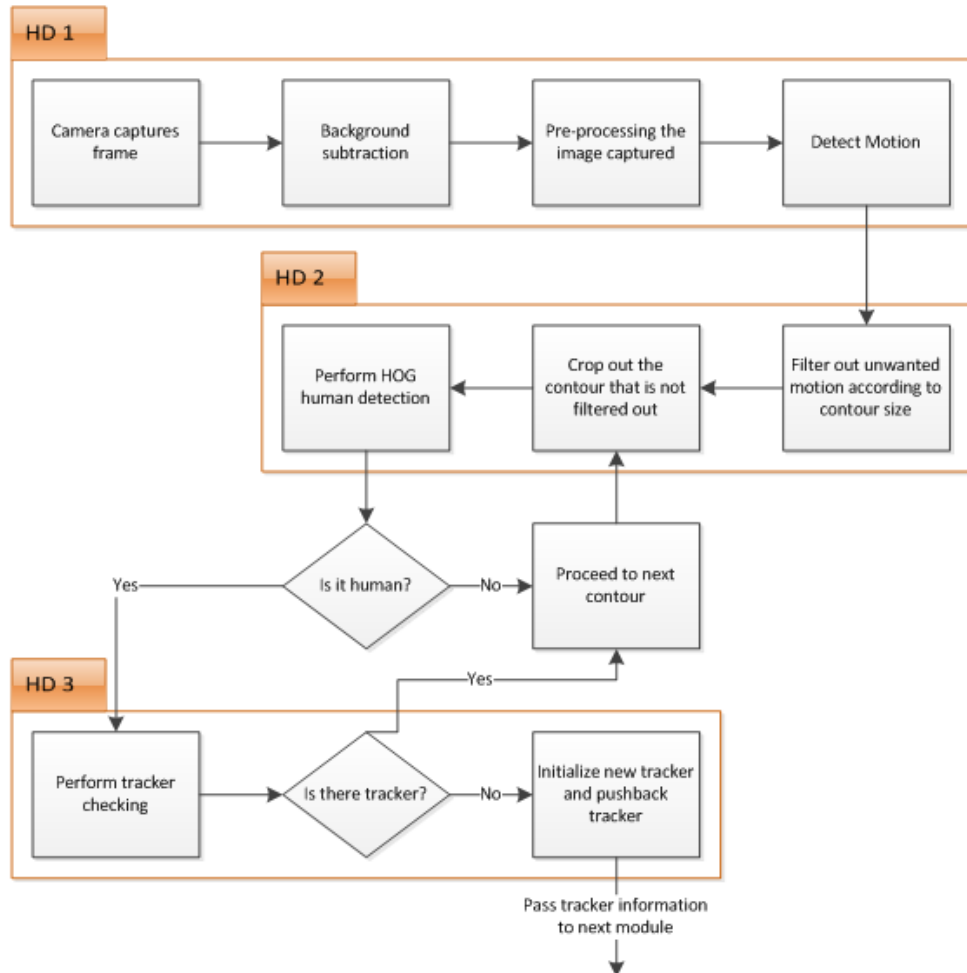 HD 1
Camera captures
frame
Background
subtraction
Pre-processing the
image captured
Detect Motion
HD 2
Perform HOG
human detection
Crop out the
contour that is not
filtered out
Filter out unwanted
motion according to
contour size
Is it human?
Yes
No
Proceed to next
contour
Yes
HD 3
Perform tracker
checking
Is there tracker?
No
Initialize new tracker
and pushback
tracker
Pass tracker information
to next module